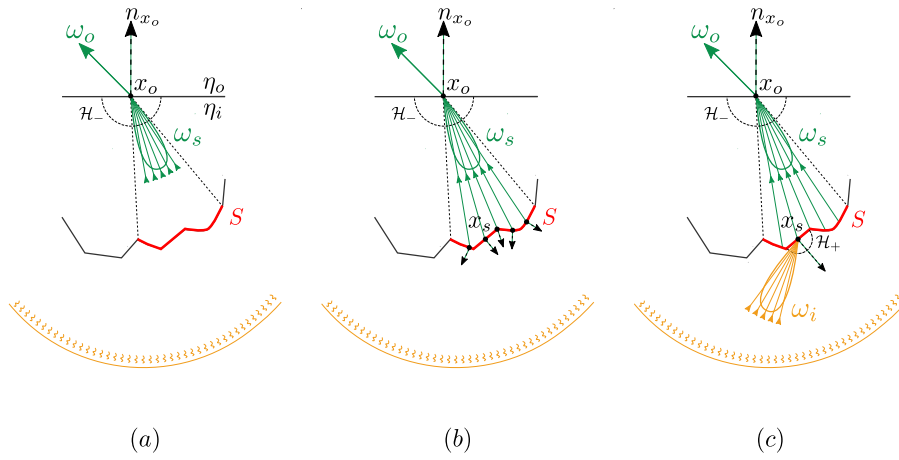 n_{x_o} n_{x_o} n_{x_o}
ω_o ω_o ω_o
x_o η_o x_o x_o
H_- η_i H_- H_-
ω_s ω_s ω_s
S x_s S x_s S
H_+
ω_i
(a) (b) (c)